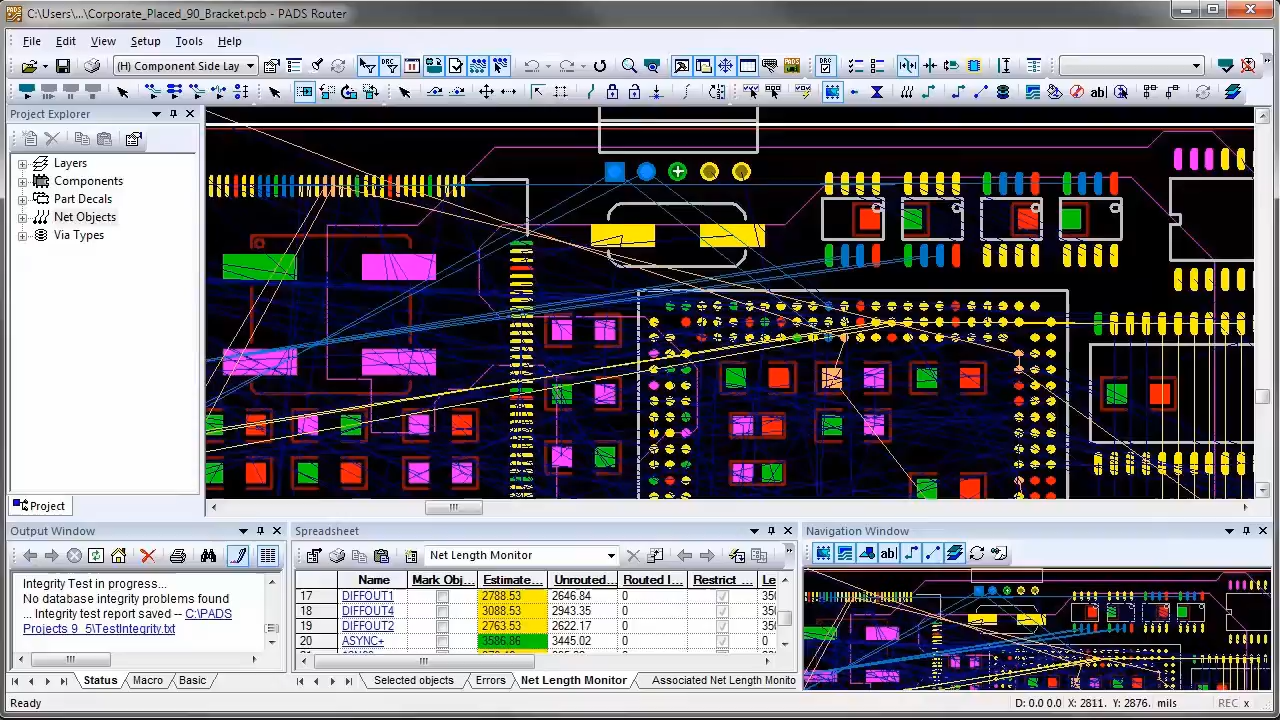 C:\Users\...\Corporate_Placed_90_Bracket.pcb - PADS Router
File Edit View Setup Tools Help
(H) Component Side Lay
Project Explorer
Layers
Components
Part Decals
Net Objects
Via Types
Project
Output Window
Integrity Test in progress...
No database integrity problems found
... Integrity test report saved -- C:\PADS
Projects 9_5\TestIntegrity.txt
Status Macro Basic
Spreadsheet
Net Length Monitor
Name Mark Obj... Estimate... Unrouted... Routed l... Restrict ... Le
17 DIFFOUT1 2788.53 2646.84 0 350
18 DIFFOUT4 3088.53 2943.35 0 350
19 DIFFOUT2 2763.53 2622.17 0 350
20 ASYNC+ 3586.86 3445.02 0 0
Selected objects Errors Net Length Monitor Associated Net Length Monito
Navigation Window
Ready
D: 0.0 0.0 X: 2811. Y: 2876. mils REC x